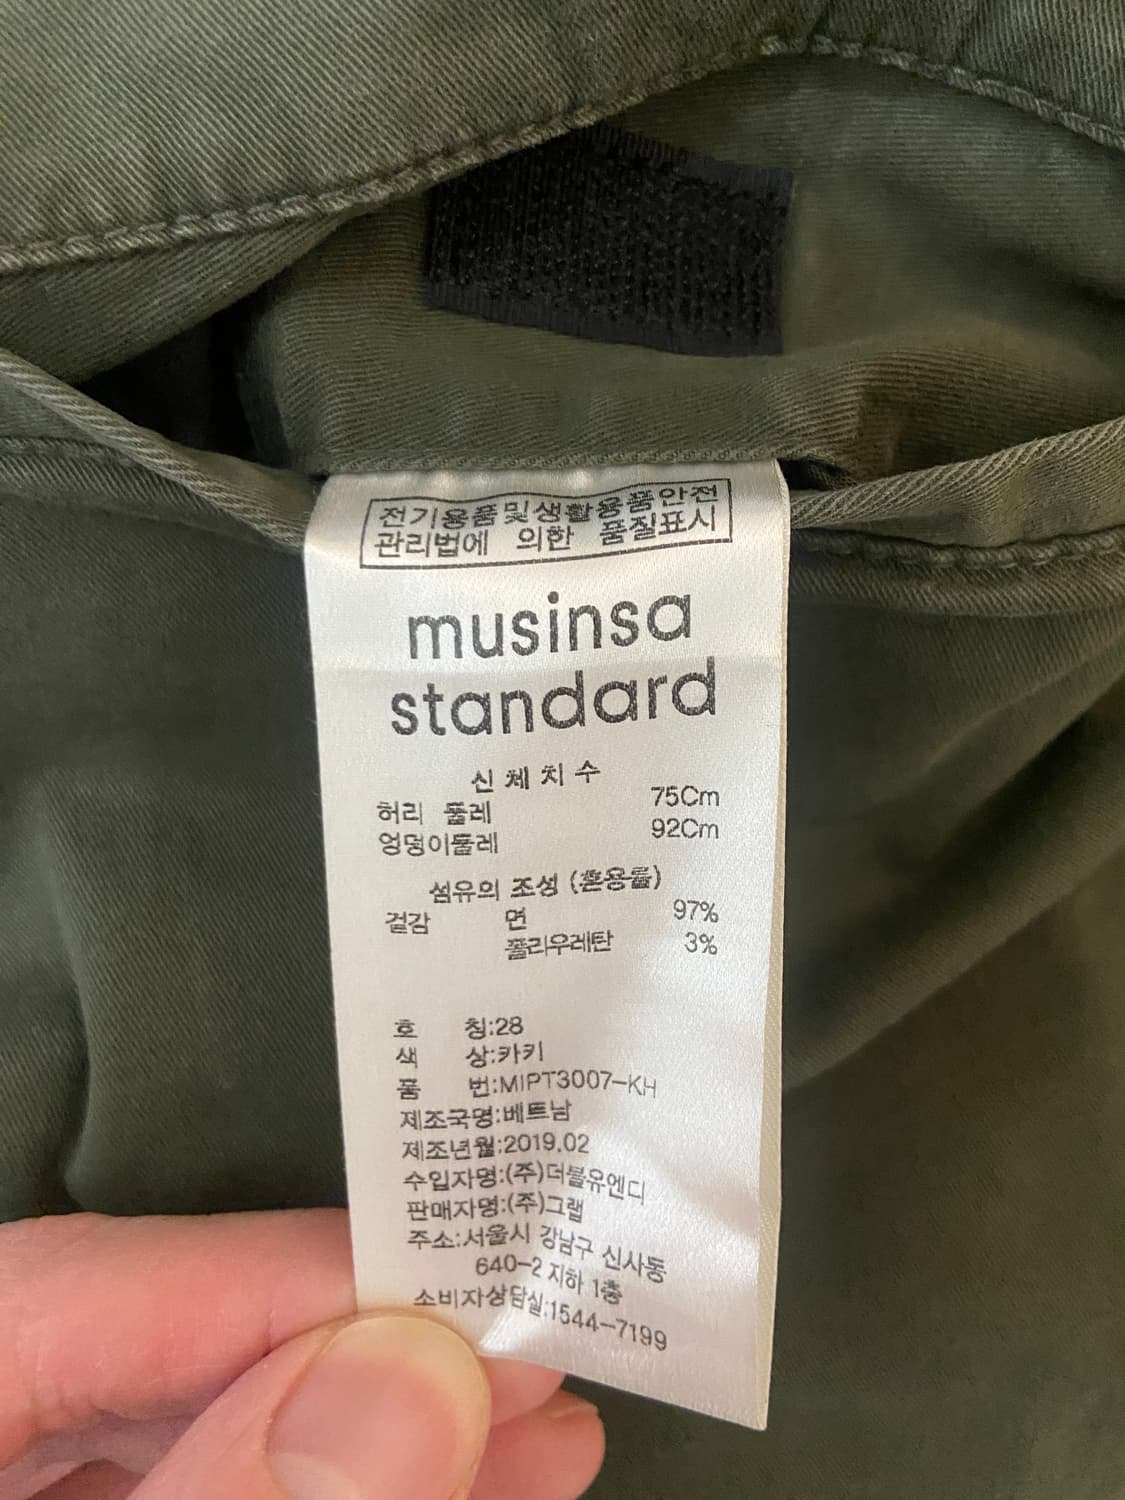 전기용품및생활용품안전
관리법에 의한 품질표시
musinsa
standard
신체치수
허리 둘레 75Cm
엉덩이둘레 92Cm
섬유의 조성 (혼용률)
겉감 면 97%
폴리우레탄 3%
호 칭:28
색 상:카키
품 번:MIPT3007-KH
제조국명:베트남
제조년월:2019.02
수입자명:(주)더블유엔디
판매자명:(주)그랩
주소:서울시 강남구 신사동
640-2 지하 1층
소비자상담실:1544-7199